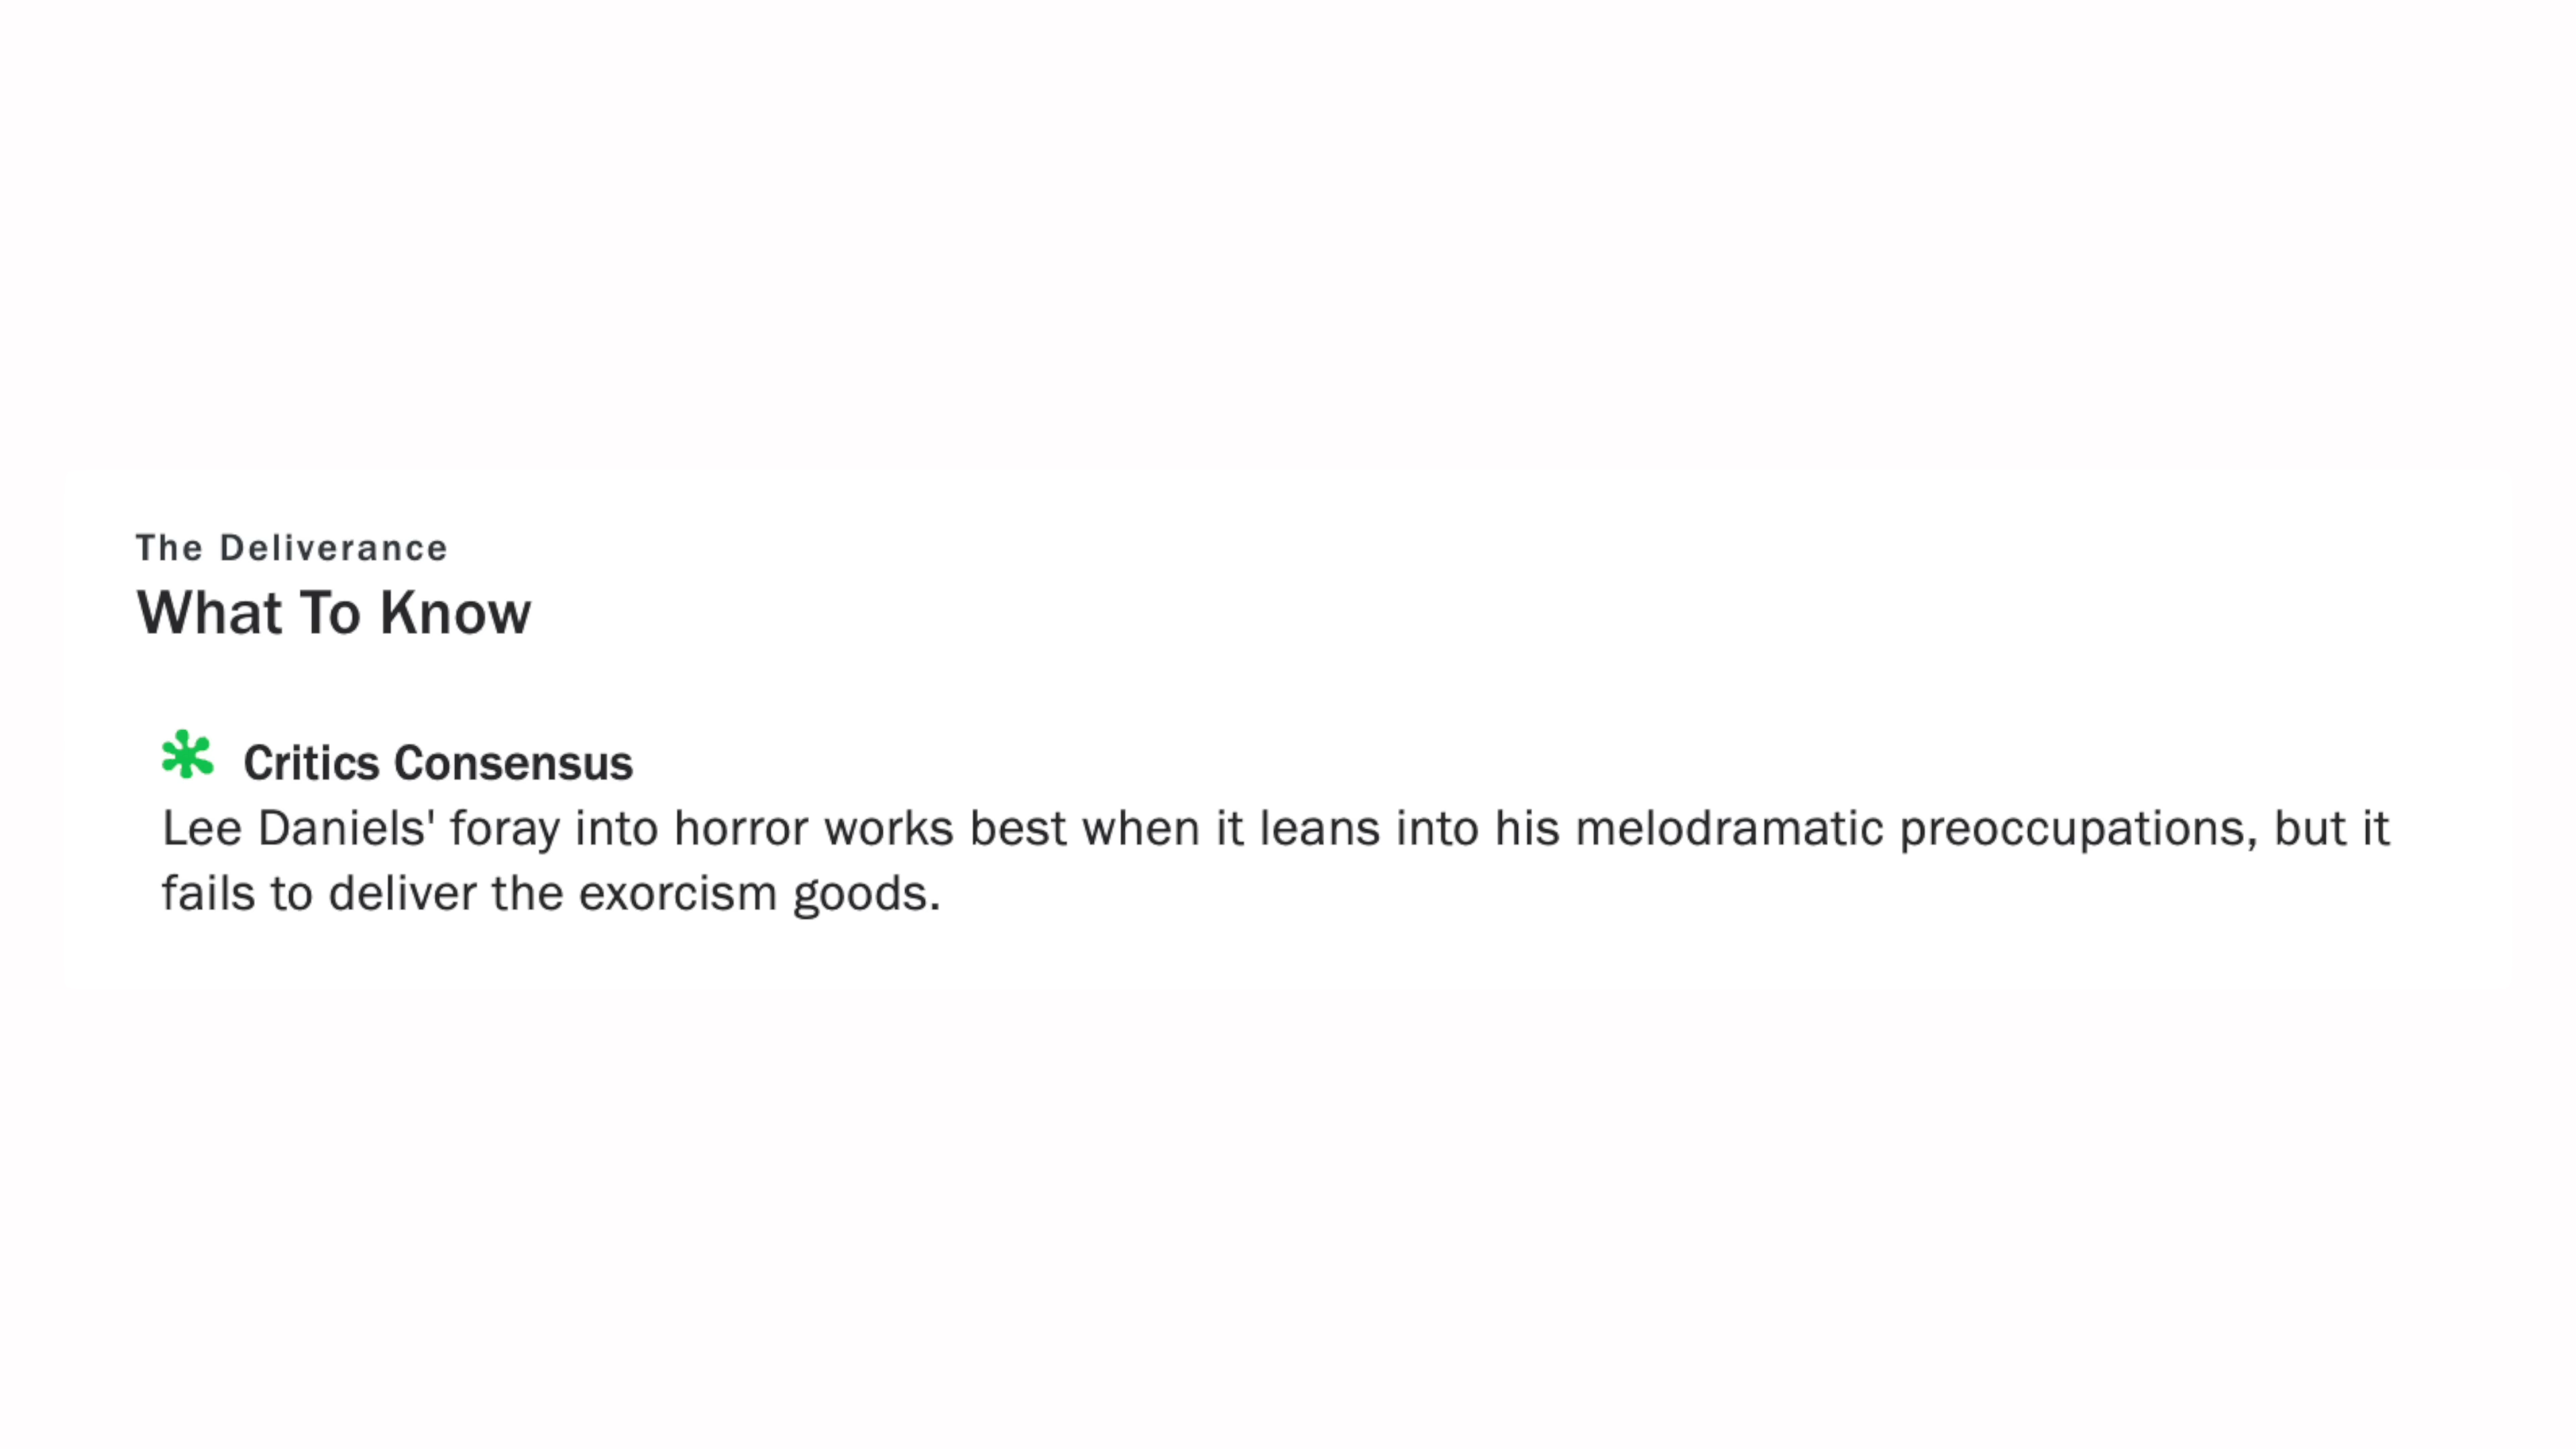 The Deliverance
What To Know
Critics Consensus
Lee Daniels' foray into horror works best when it leans into his melodramatic preoccupations, but it
fails to deliver the exorcism goods.